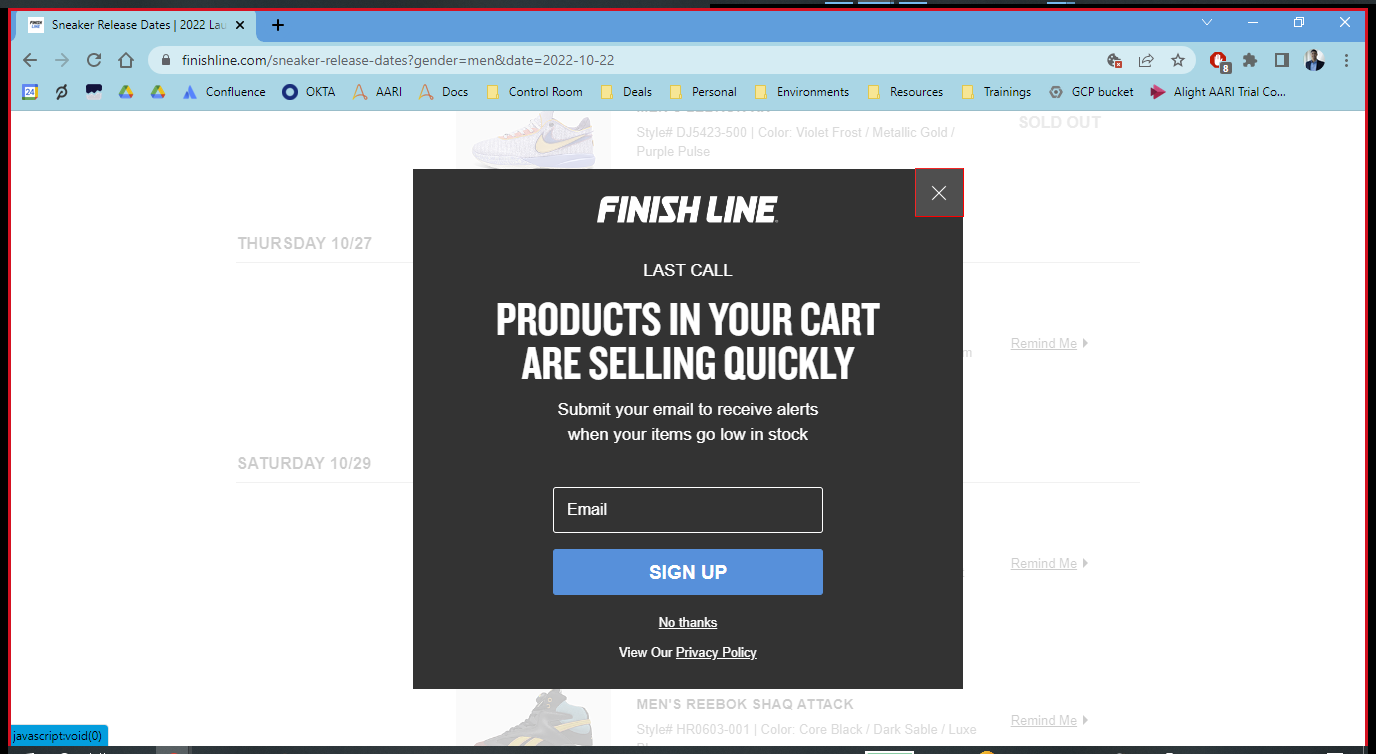 FINISH LINE
Sneaker Release Dates | 2022 Lau
finishline.com/sneaker-release-dates?gender=men&date=2022-10-22
8
24
Confluence
OKTA
AARI
Docs
Control Room
Deals
Personal
Environments
Resources
Trainings
GCP bucket
Alight AARI Trial Co...
Style# DJ5423-500 | Color: Violet Frost / Metallic Gold /
Purple Pulse
SOLD OUT
THURSDAY 10/27
Remind Me
SATURDAY 10/29
Remind Me
FINISH LINE
LAST CALL
PRODUCTS IN YOUR CART
ARE SELLING QUICKLY
Submit your email to receive alerts
when your items go low in stock
Email
SIGN UP
No thanks
View Our Privacy Policy
MEN'S REEBOK SHAQ ATTACK
Style# HR0603-001 | Color: Core Black / Dark Sable / Luxe
Remind Me
javascript:void(0)